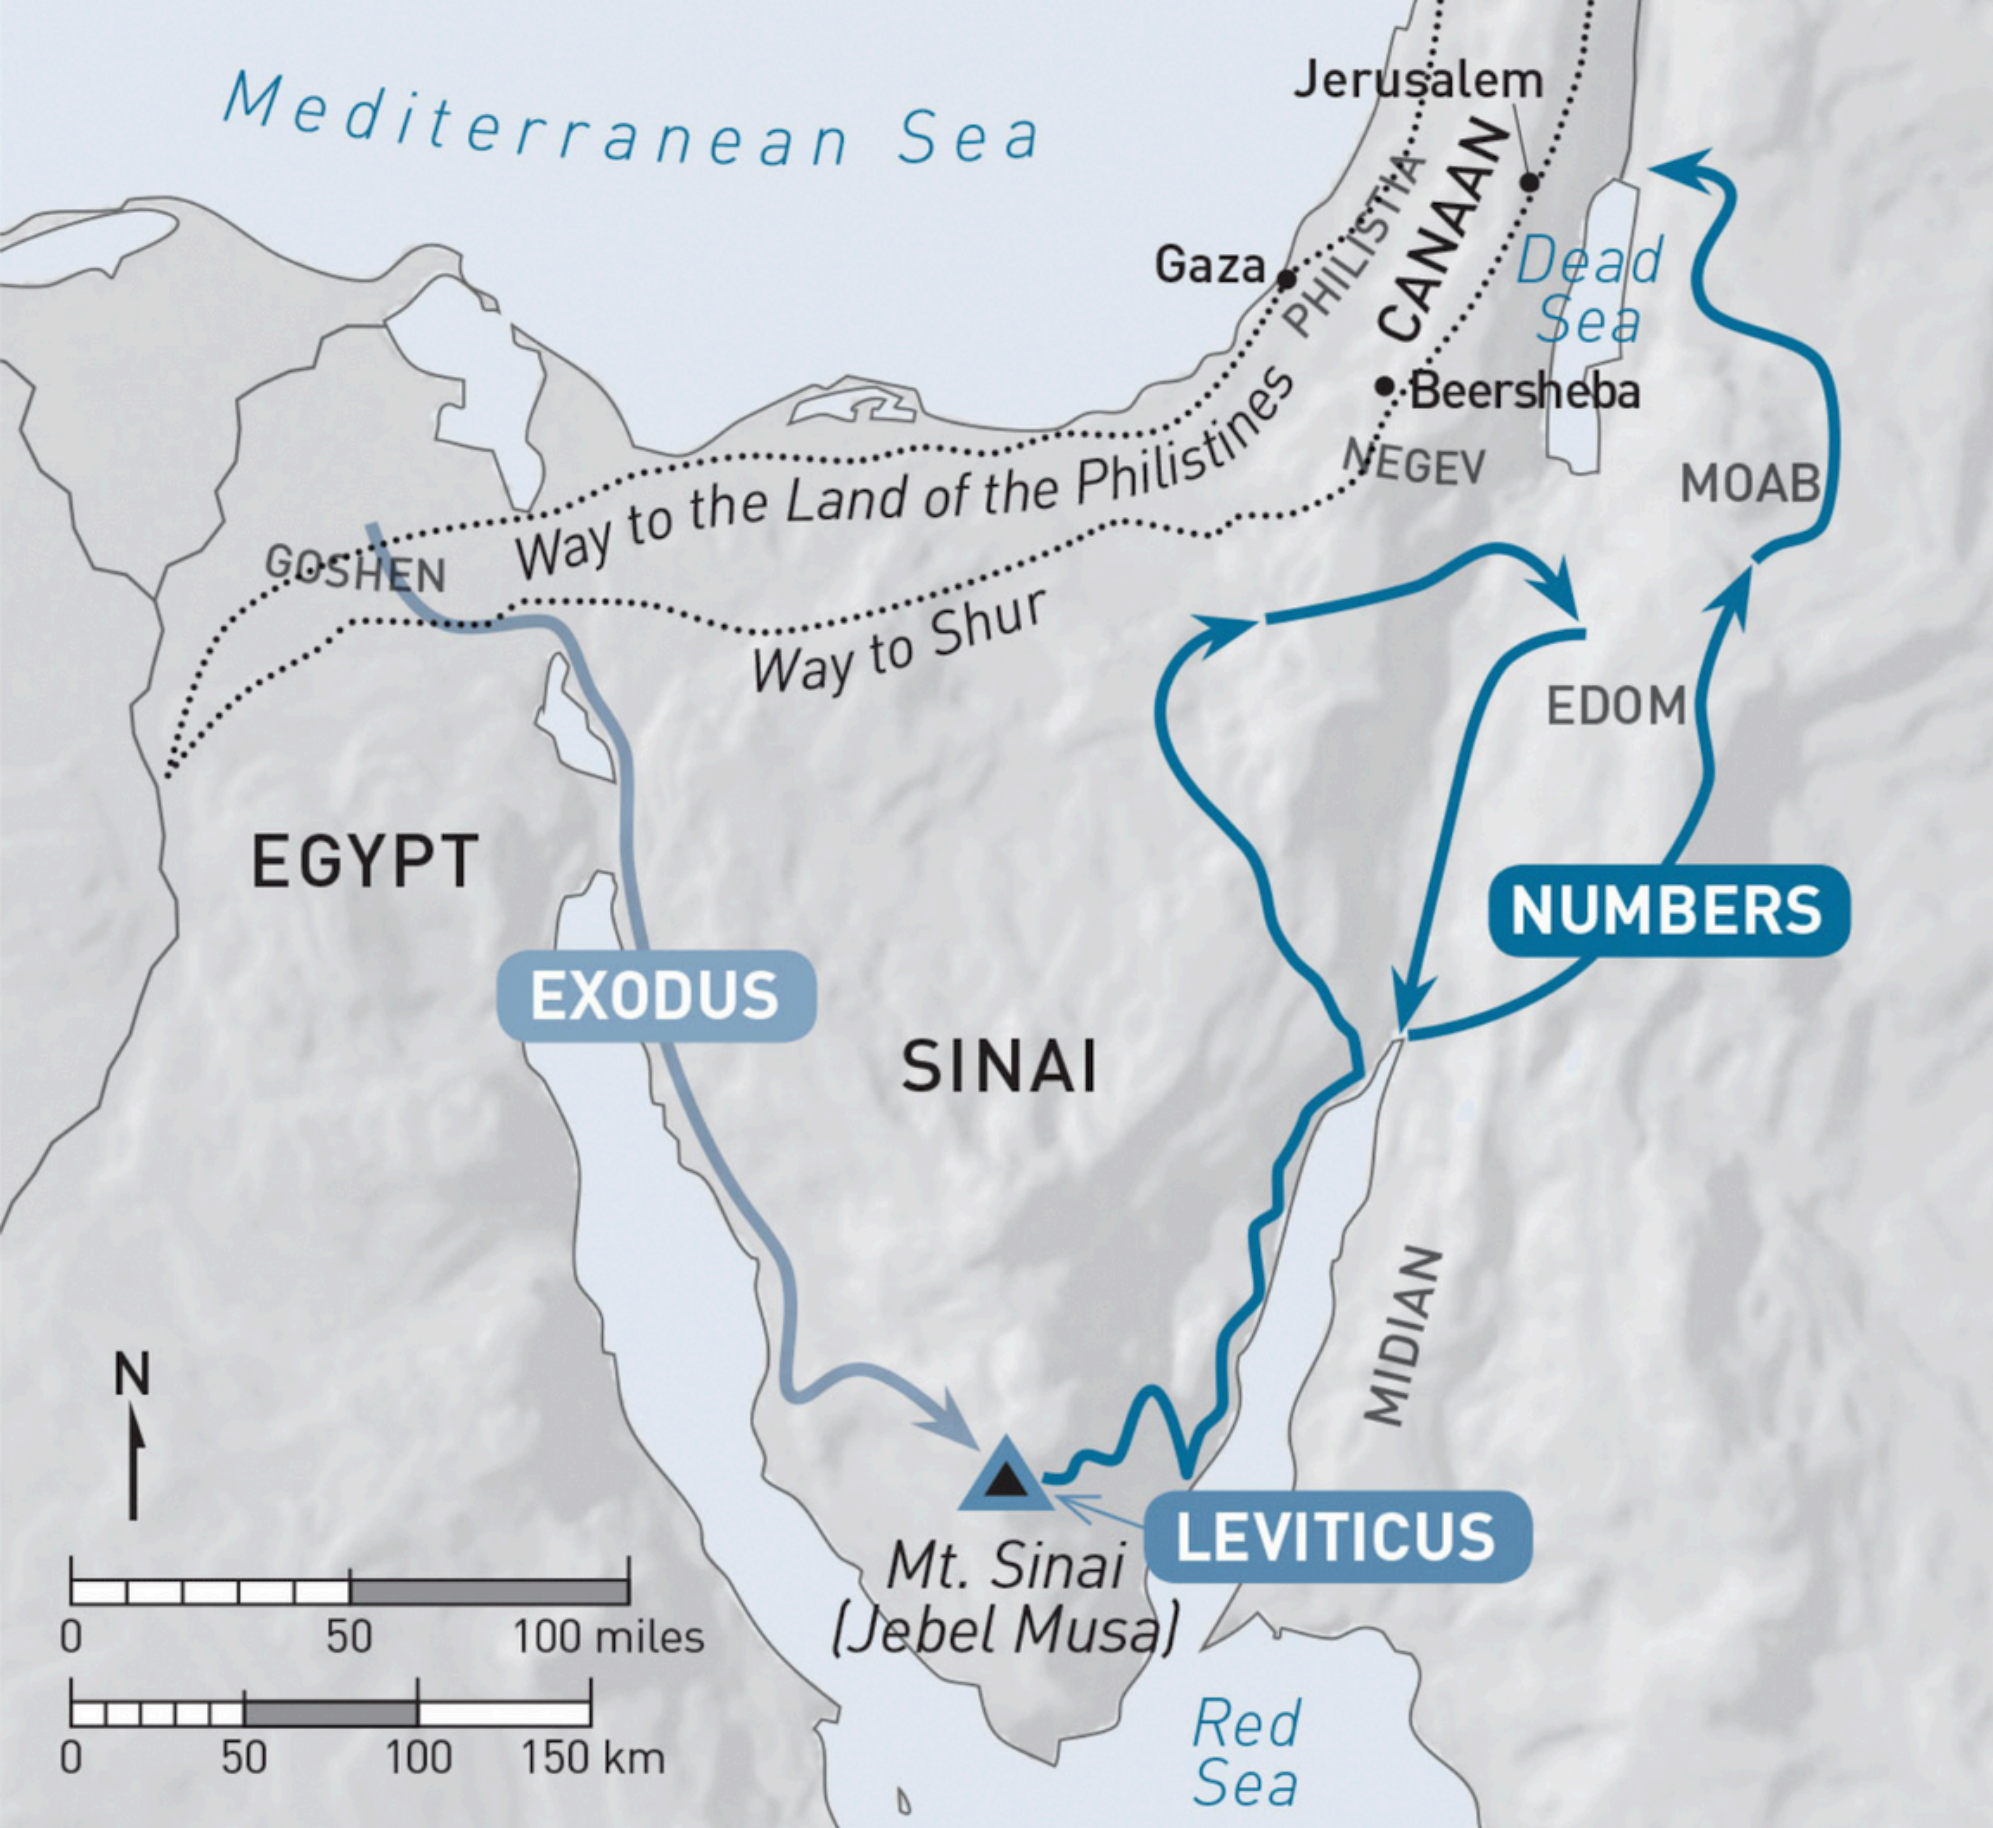 Mediterranean Sea
Jerusalem
PHILISTIA
CANAAN
Gaza
Dead
Sea
Beersheba
NEGEV
MOAB
Way to the Land of the Philistines
GOSHEN
Way to Shur
EDOM
EGYPT
NUMBERS
EXODUS
SINAI
MIDIAN
N
LEVITICUS
Mt. Sinai
(Jebel Musa)
0 50 100 miles
0 50 100 150 km
Red
Sea